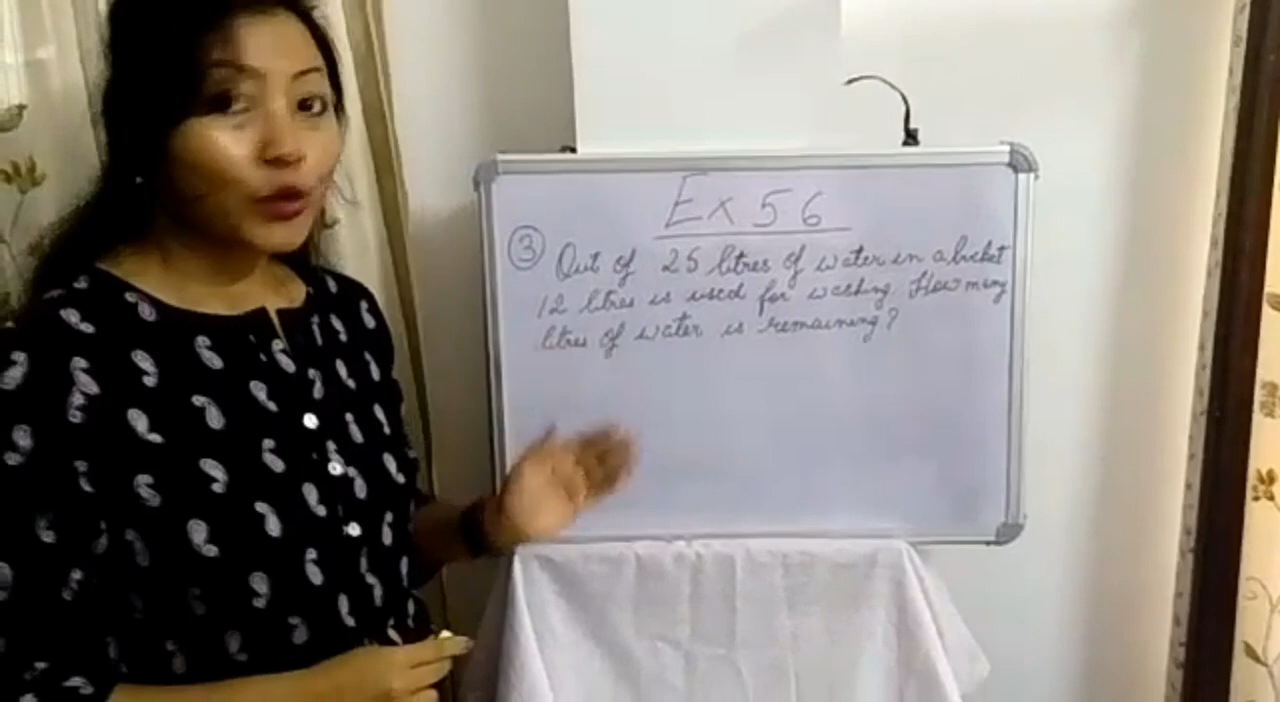 Ex 56
③ Out of 25 litres of water in a bucket
12 litres is used for washing. How many
litres of water is remaining?